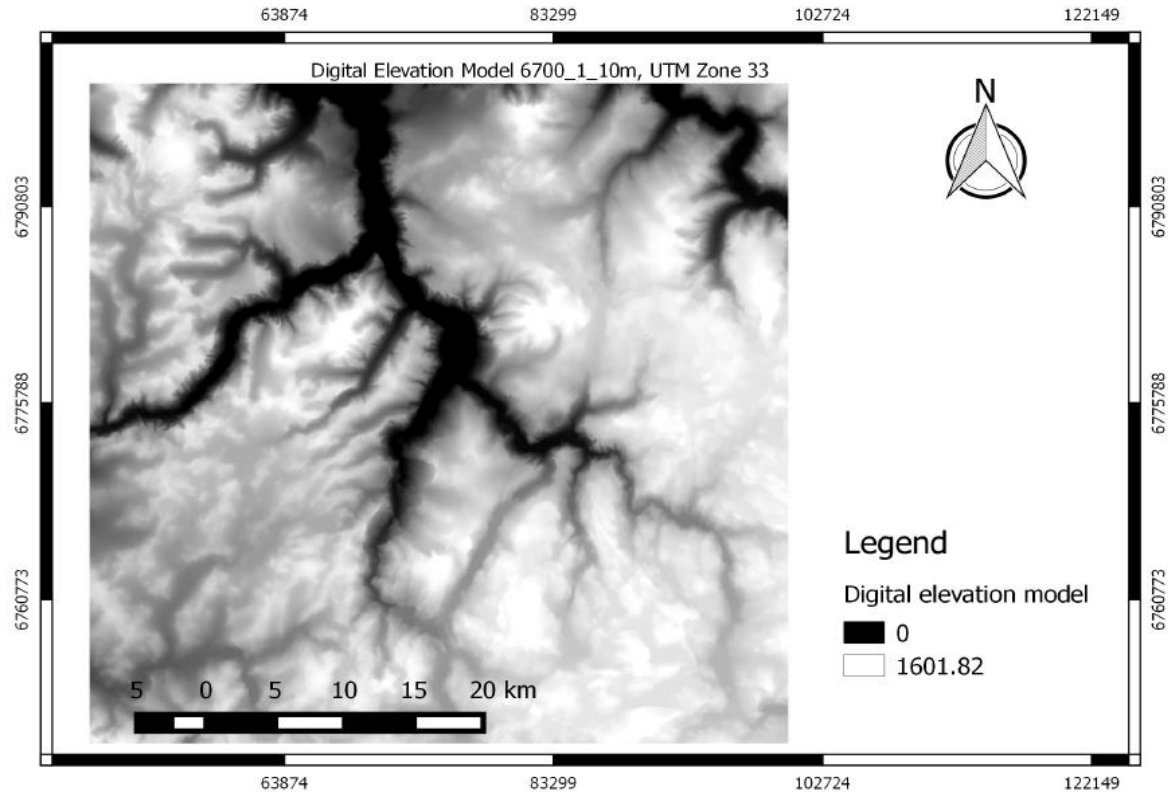 63874 83299 102724 122149
Digital Elevation Model 6700_1_10m, UTM Zone 33
N
6790803 6790803
6775788 6775788
Legend
Digital elevation model
6760773 6760773
0
1601.82
5 0 5 10 15 20 km
63874 83299 102724 122149